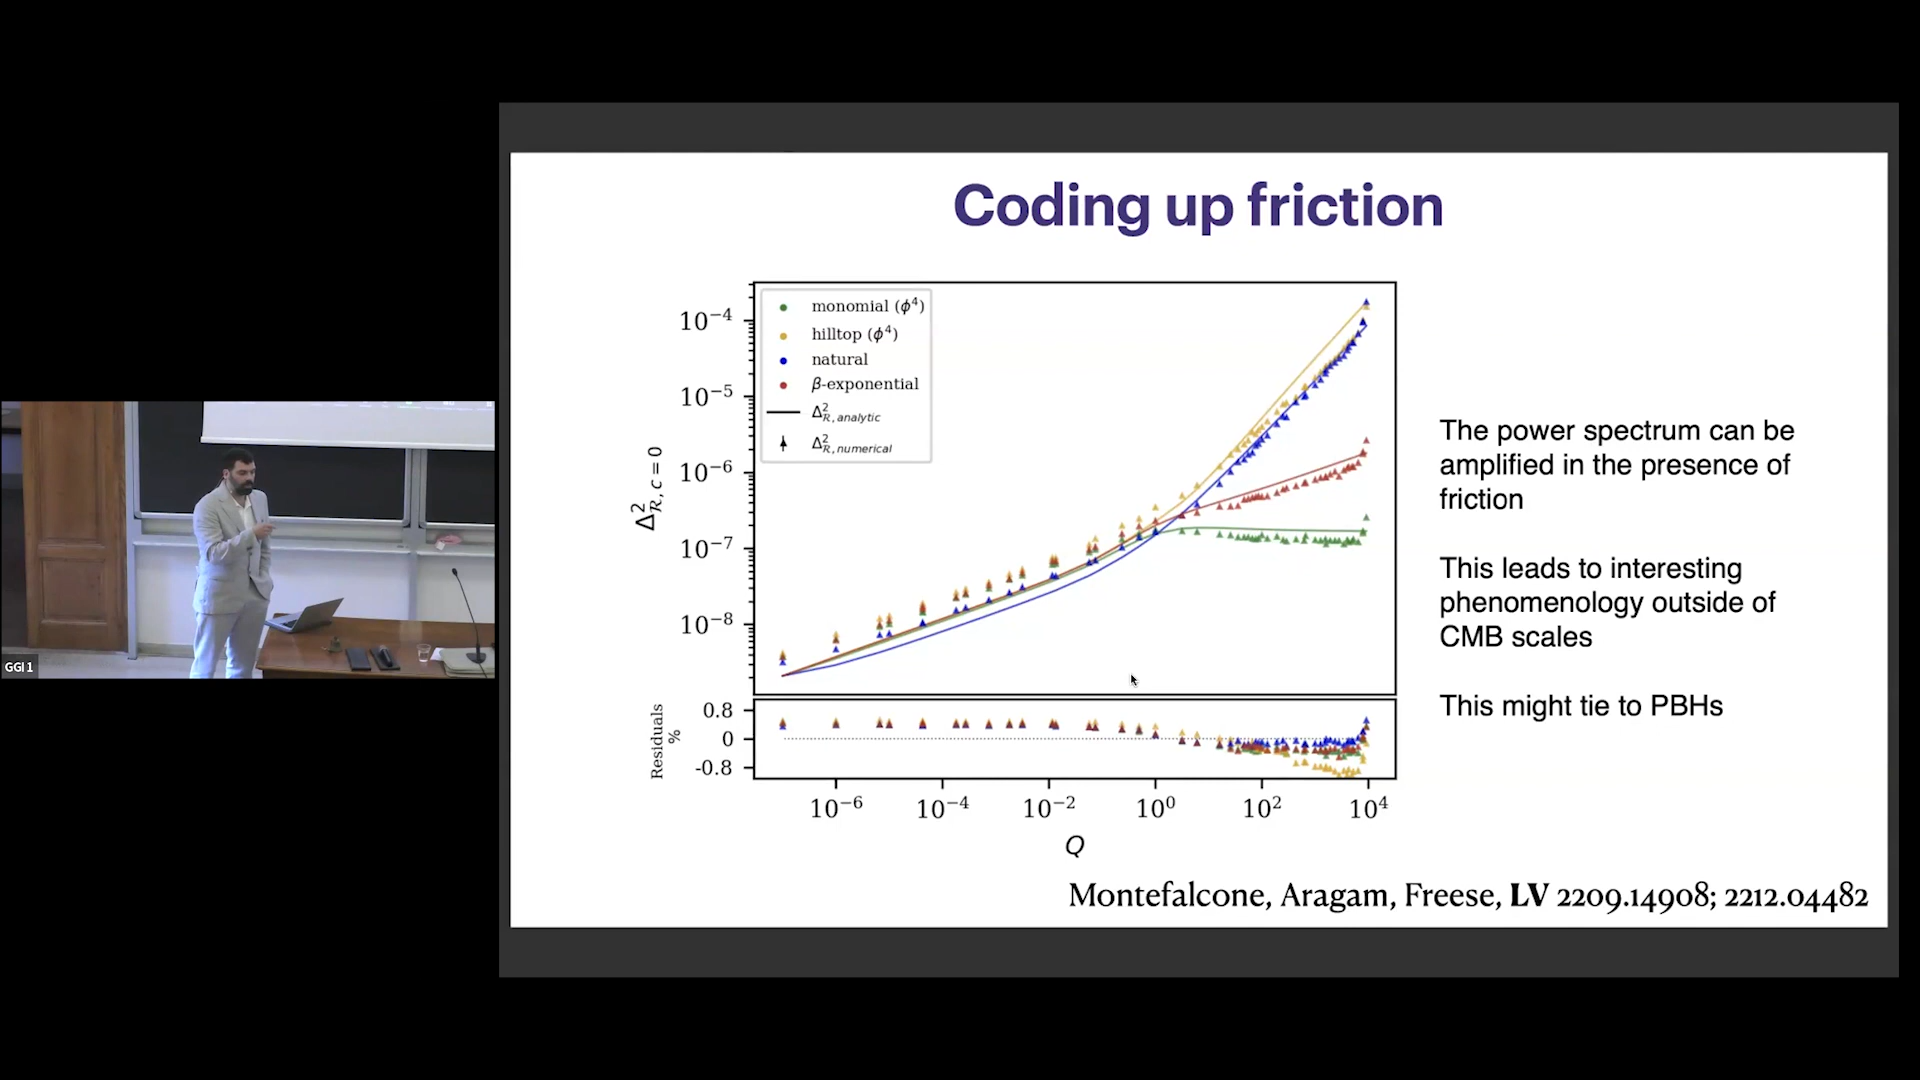 Coding up friction
monomial (ϕ⁴)
hilltop (ϕ⁴)
natural
β-exponential
Δ²_R, analytic
Δ²_R, numerical
10⁻⁴
10⁻⁵
10⁻⁶
10⁻⁷
10⁻⁸
Δ²_R, c = 0
0.8
0
-0.8
Residuals
%
10⁻⁶ 10⁻⁴ 10⁻² 10⁰ 10² 10⁴
Q
The power spectrum can be
amplified in the presence of
friction
This leads to interesting
phenomenology outside of
CMB scales
This might tie to PBHs
Montefalcone, Aragam, Freese, LV 2209.14908; 2212.04482
GGI 1